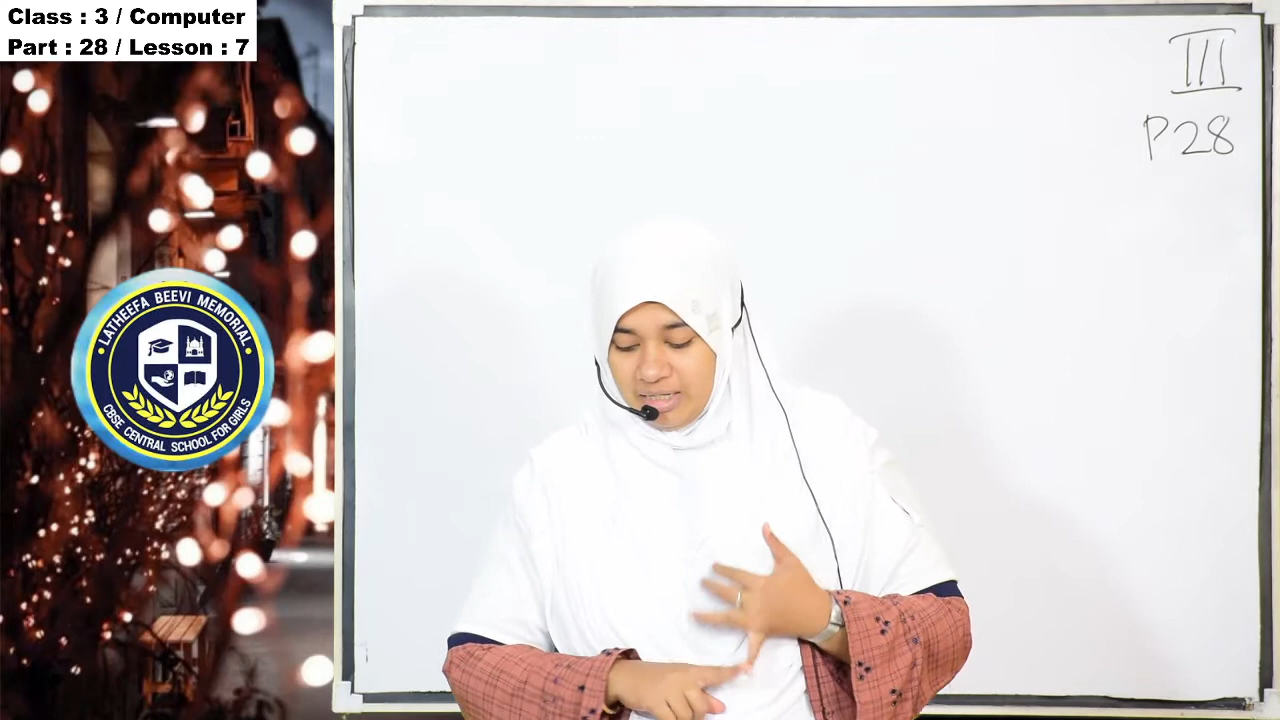 Class : 3 / Computer
Part : 28 / Lesson : 7
III
P28
LATHEEFA BEEVI MEMORIAL
CBSE CENTRAL SCHOOL FOR GIRLS